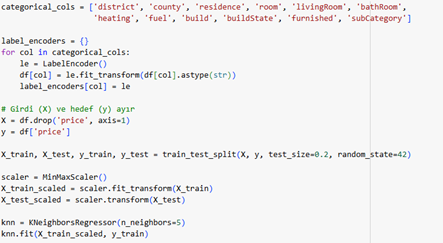 categorical_cols = ['district', 'county', 'residence', 'room', 'livingRoom', 'bathRoom',
'heating', 'fuel', 'build', 'buildState', 'furnished', 'subCategory']
label_encoders = {}
for col in categorical_cols:
le = LabelEncoder()
df[col] = le.fit_transform(df[col].astype(str))
label_encoders[col] = le
# Girdi (X) ve hedef (y) ayır
X = df.drop('price', axis=1)
y = df['price']
X_train, X_test, y_train, y_test = train_test_split(X, y, test_size=0.2, random_state=42)
scaler = MinMaxScaler()
X_train_scaled = scaler.fit_transform(X_train)
X_test_scaled = scaler.transform(X_test)
knn = KNeighborsRegressor(n_neighbors=5)
knn.fit(X_train_scaled, y_train)